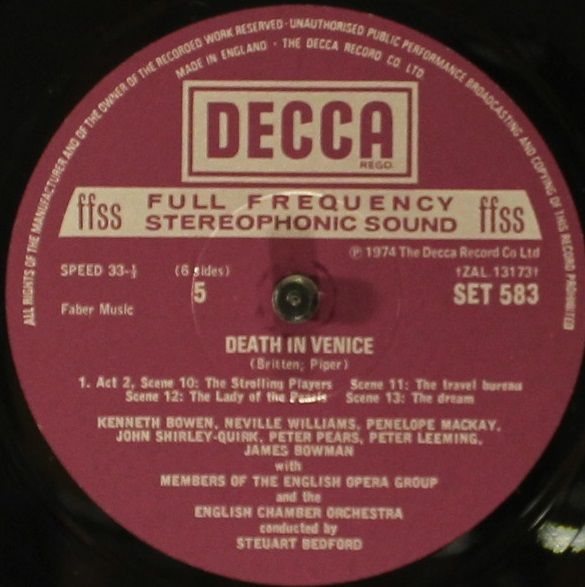 ALL RIGHTS OF THE MANUFACTURER AND OF THE OWNER OF THE RECORDED WORK RESERVED · UNAUTHORISED PUBLIC PERFORMANCE BROADCASTING AND COPYING OF THIS RECORD PROHIBITED
MADE IN ENGLAND · THE DECCA RECORD CO LTD
DECCA
REGD.
ffss FULL FREQUENCY STEREOPHONIC SOUND ffss
℗ 1974 The Decca Record Co Ltd
SPEED 33-⅓ (6 sides) †ZAL.13173†
5 SET 583
Faber Music
DEATH IN VENICE
(Britten; Piper)
1. Act 2, Scene 10: The Strolling Players Scene 11: The travel bureau
Scene 12: The Lady of the Pearls Scene 13: The dream
KENNETH BOWEN, NEVILLE WILLIAMS, PENELOPE MACKAY,
JOHN SHIRLEY-QUIRK, PETER PEARS, PETER LEEMING,
JAMES BOWMAN
with
MEMBERS OF THE ENGLISH OPERA GROUP
and the
ENGLISH CHAMBER ORCHESTRA
conducted by
STEUART BEDFORD